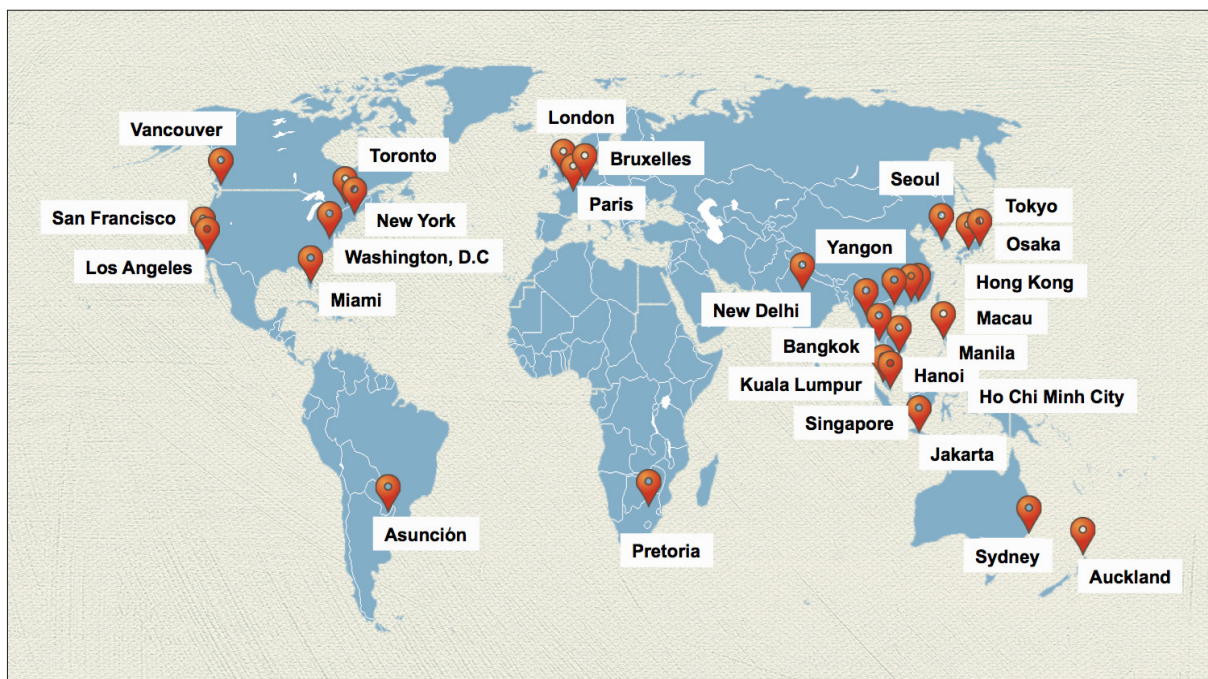 Vancouver
Toronto
London
Bruxelles
Paris
Seoul
Tokyo
Osaka
San Francisco
New York
Los Angeles
Washington, D.C
Miami
Yangon
Hong Kong
New Delhi
Macau
Bangkok
Manila
Kuala Lumpur
Hanoi
Ho Chi Minh City
Singapore
Jakarta
Asunción
Pretoria
Sydney
Auckland